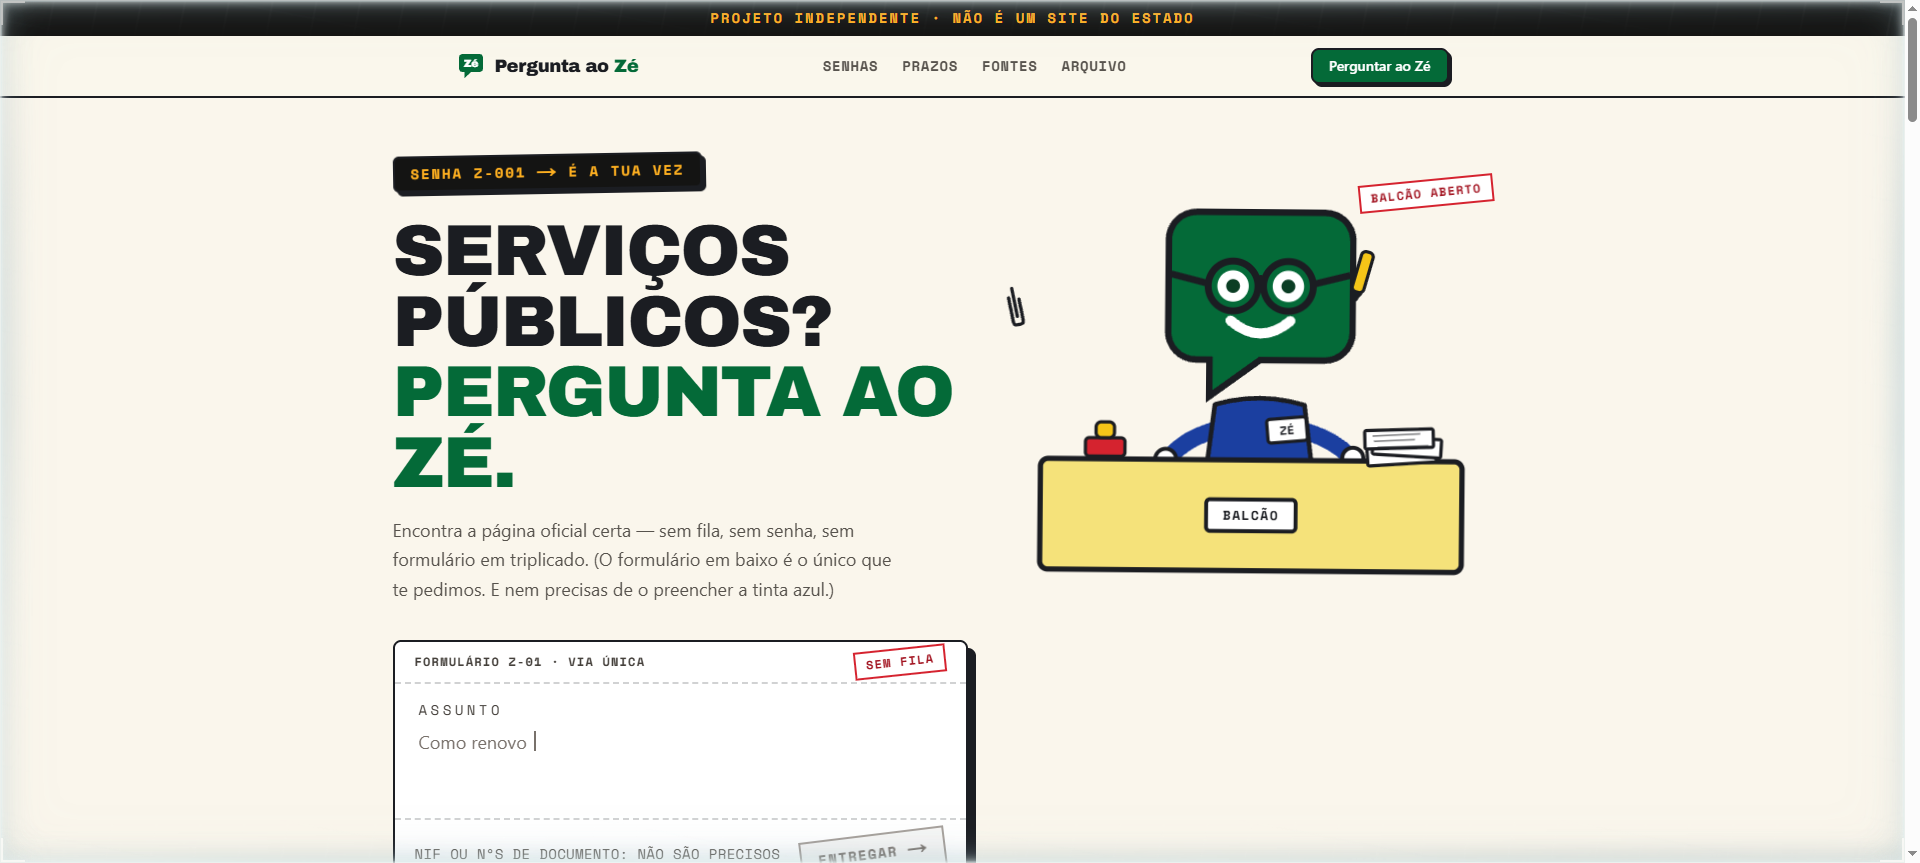 PROJETO INDEPENDENTE · NÃO É UM SITE DO ESTADO
Zé Pergunta ao Zé
SENHAS PRAZOS FONTES ARQUIVO
Perguntar ao Zé
SENHA Z-001 → É A TUA VEZ
BALCÃO ABERTO
SERVIÇOS
PÚBLICOS?
PERGUNTA AO
ZÉ.
ZÉ
BALCÃO
Encontra a página oficial certa — sem fila, sem senha, sem
formulário em triplicado. (O formulário em baixo é o único que
te pedimos. E nem precisas de o preencher a tinta azul.)
FORMULÁRIO Z-01 · VIA ÚNICA
SEM FILA
ASSUNTO
Como renovo
NIF OU NºS DE DOCUMENTO: NÃO SÃO PRECISOS
ENTREGAR →